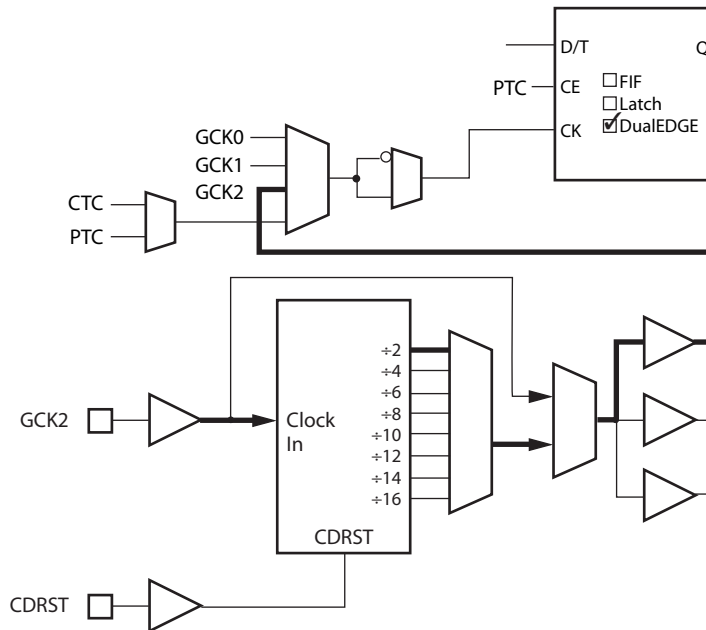 D/T
Q
PTC
CE
FIF
Latch
DualEDGE
CK
GCK0
GCK1
GCK2
CTC
PTC
÷2
÷4
÷6
÷8
÷10
÷12
÷14
÷16
GCK2
Clock
In
CDRST
CDRST